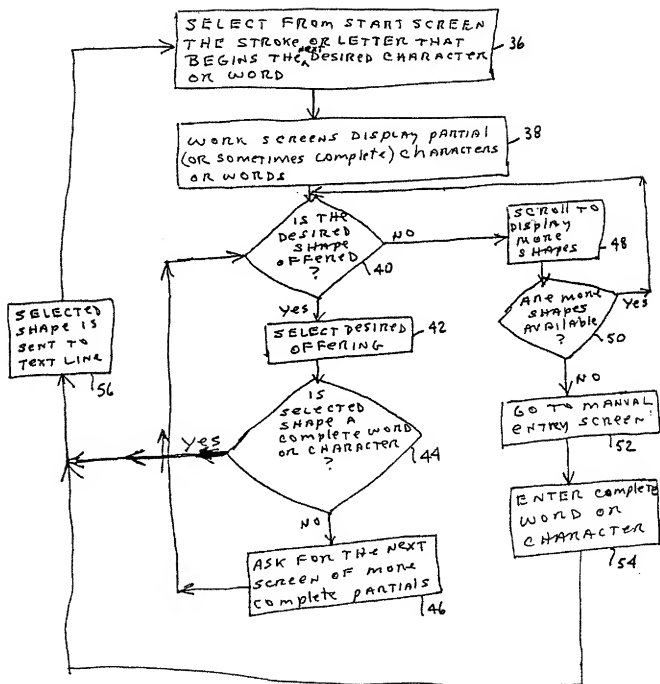 SELECT FROM START SCREEN
THE STROKE OR LETTER THAT
BEGINS THE next DESIRED CHARACTER
OR WORD
36
WORK SCREENS DISPLAY PARTIAL
(OR SOMETIMES COMPLETE) CHARACTERS
OR WORDS
38
IS THE
DESIRED
SHAPE
OFFERED
?
40
NO
SCROLL TO
DISPLAY
MORE
SHAPES
48
ARE MORE
SHAPES
AVAILABLE
?
50
Yes
Yes
SELECT DESIRED
OFFERING
42
NO
GO TO MANUAL
ENTRY SCREEN
52
SELECTED
SHAPE IS
SENT TO
TEXT LINE
56
IS
SELECTED
SHAPE A
COMPLETE WORD
OR CHARACTER
?
44
Yes
NO
ENTER COMPLETE
WORD OR
CHARACTER
54
ASK FOR THE NEXT
SCREEN OF MORE
COMPLETE PARTIALS
46